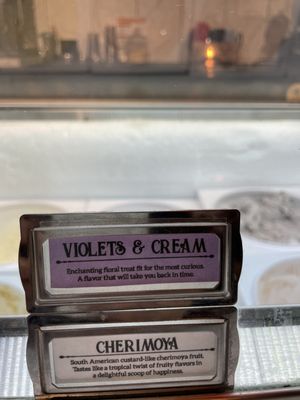 VIOLETS & CREAM
Enchanting floral treat fit for the most curious.
A flavor that will take you back in time.
CHERIMOYA
South American custard-like cherimoya fruit.
Tastes like a tropical twist of fruity flavors in
a delightful scoop of happiness.